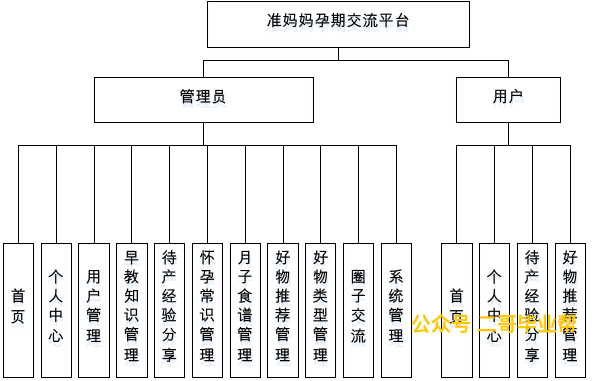 准妈妈孕期交流平台
管理员
用户
首页
个人中心
用户管理
早教知识管理
待产经验分享
怀孕常识管理
月子食谱管理
好物推荐管理
好物类型管理
圈子交流
系统管理
首页
个人中心
待产经验分享
好物推荐管理
公众号 二哥毕业帮